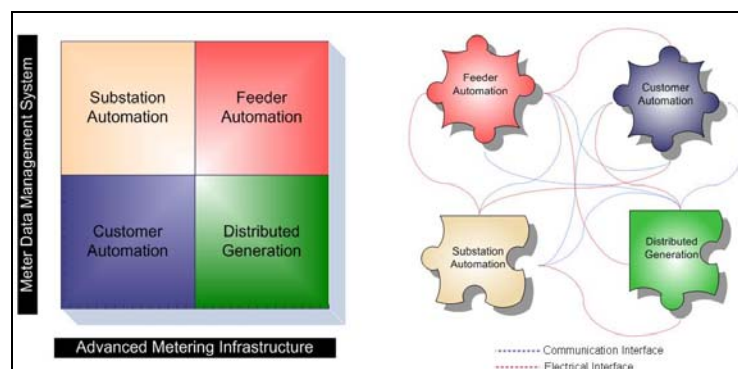 Meter Data Management System
Substation
Automation
Feeder
Automation
Customer
Automation
Distributed
Generation
Advanced Metering Infrastructure
Feeder
Automation
Customer
Automation
Substation
Automation
Distributed
Generation
Communication Interface
Electrical Interface